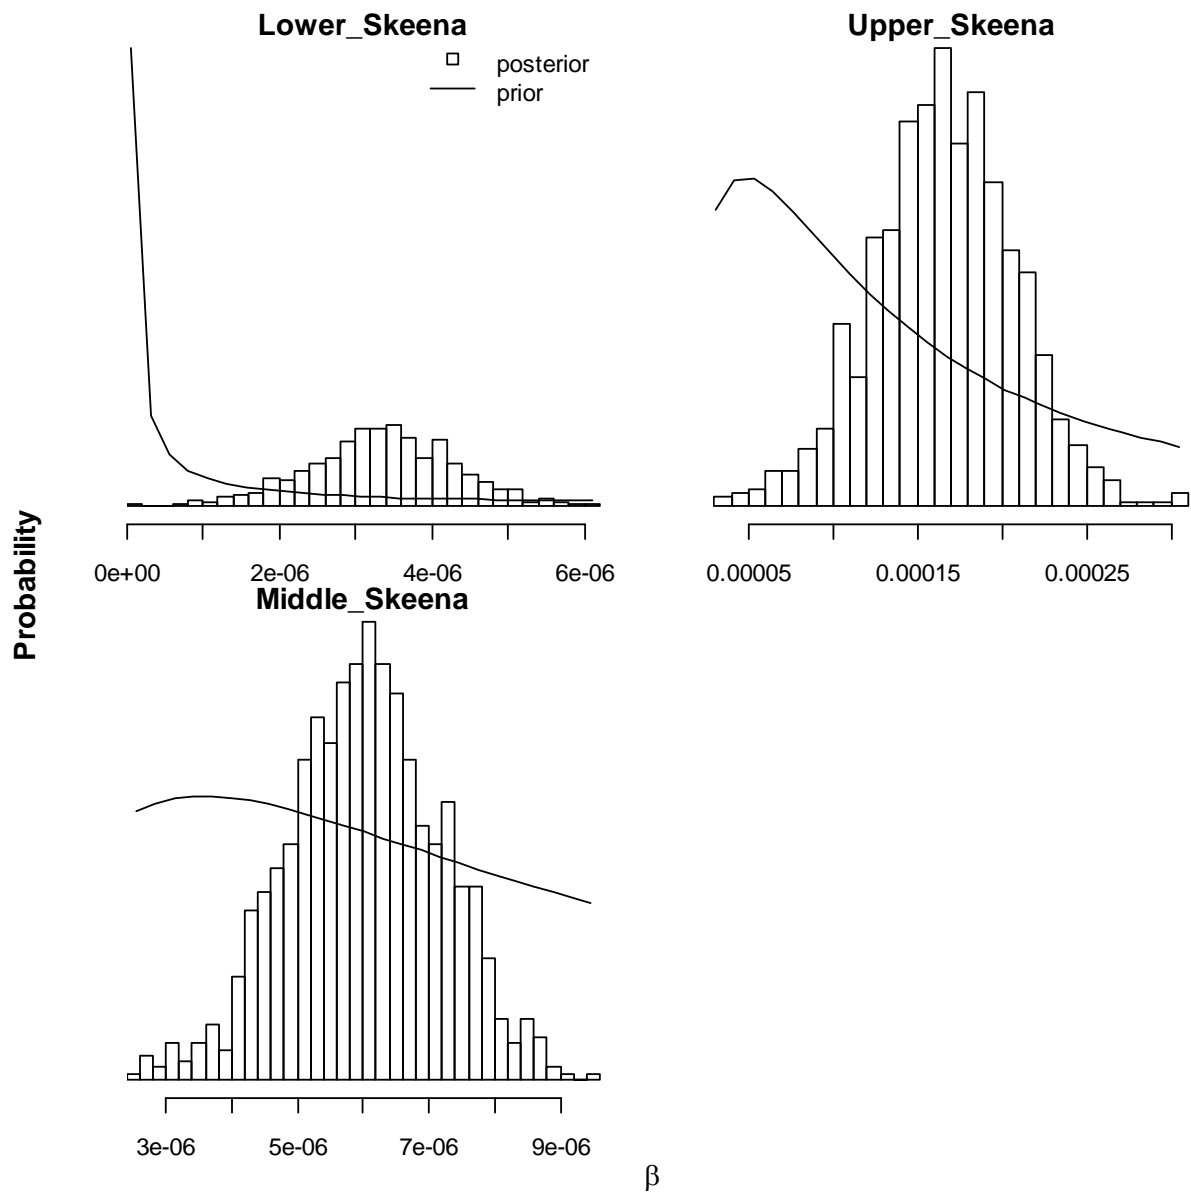 Lower_Skeena
posterior
prior
0e+00 2e-06 4e-06 6e-06
Upper_Skeena
0.00005 0.00015 0.00025
Middle_Skeena
3e-06 5e-06 7e-06 9e-06
Probability
β